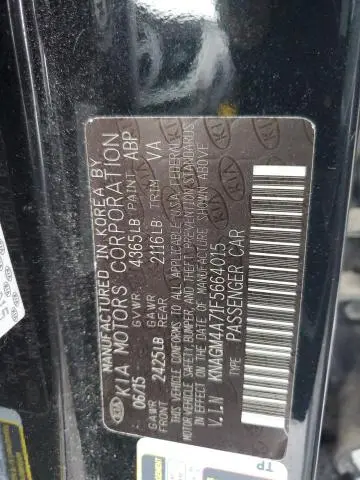 MANUFACTURED IN KOREA BY
KIA MOTORS CORPORATION
06/15 GVWR 4365LB PAINT ABP
GAWR FRONT 2425LB GAWR REAR 2116LB TRIM VA
THIS VEHICLE CONFORMS TO ALL APPLICABLE U.S.A. FEDERAL
MOTOR VEHICLE SAFETY, BUMPER, AND THEFT PREVENTION STANDARDS
IN EFFECT ON THE DATE OF MANUFACTURE SHOWN ABOVE
V.I.N KNAGM4A71F5664015
TYPE : PASSENGER CAR
TP